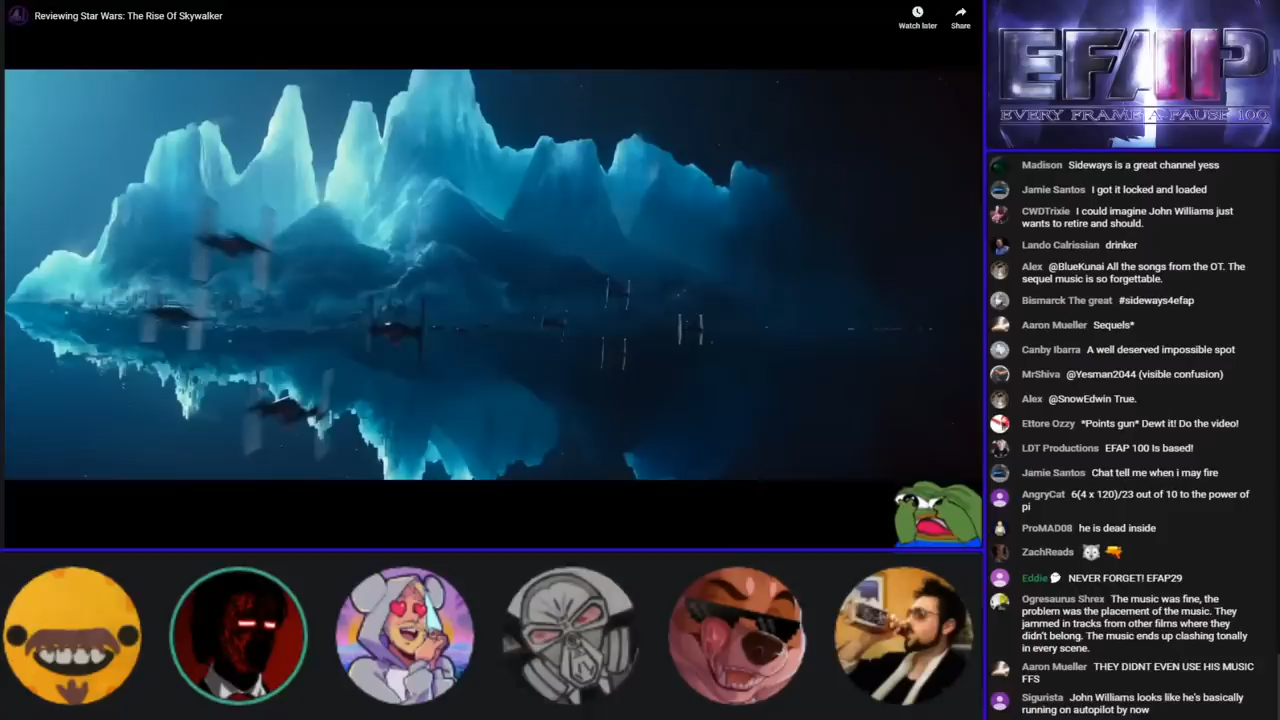 Reviewing Star Wars: The Rise Of Skywalker
Watch later
Share
EFAP
EVERY FRAME A PAUSE 100
Madison Sideways is a great channel yess
Jamie Santos I got it locked and loaded
CWDTrixie I could imagine John Williams just
wants to retire and should.
Lando Calrissian drinker
Alex @BlueKunai All the songs from the OT. The
sequel music is so forgettable.
Bismarck The great #sideways4efap
Aaron Mueller Sequels*
Canby Ibarra A well deserved impossible spot
MrShiva @Yesman2044 (visible confusion)
Alex @SnowEdwin True.
Ettore Ozzy *Points gun* Dewt it! Do the video!
LDT Productions EFAP 100 Is based!
Jamie Santos Chat tell me when i may fire
AngryCat 6(4 x 120)/23 out of 10 to the power of
pi
ProMAD08 he is dead inside
ZachReads
Eddie NEVER FORGET! EFAP29
Ogresaurus Shrex The music was fine, the
problem was the placement of the music. They
jammed in tracks from other films where they
didn't belong. The music ends up clashing tonally
in every scene.
Aaron Mueller THEY DIDNT EVEN USE HIS MUSIC
FFS
Sigurista John Williams looks like he's basically
running on autopilot by now